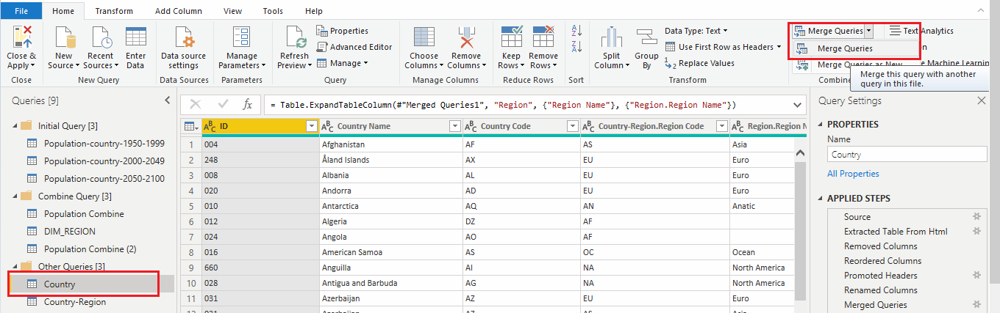 File Home Transform Add Column View Tools Help
Close & Apply
New Source
Recent Sources
Enter Data
Data source settings
Manage Parameters
Refresh Preview
Properties
Advanced Editor
Manage
Choose Columns
Remove Columns
Keep Rows
Remove Rows
A Z
Z A
Split Column
Group By
Data Type: Text
Use First Row as Headers
1 2 Replace Values
Merge Queries
Text Analytics
Merge Queries
Merge Queries as New
e Machine Learning
Close New Query Data Sources Parameters Query Manage Columns Reduce Rows Sort Transform Combin
Merge this query with another
query in this file.
Queries [9]
Initial Query [3]
Population-country-1950-1999
Population-country-2000-2049
Population-country-2050-2100
Combine Query [3]
Population Combine
DIM_REGION
Population Combine (2)
Other Queries [3]
Country
Country-Region
fx = Table.ExpandTableColumn(#"Merged Queries1", "Region", {"Region Name"}, {"Region.Region Name"})
ABC ID ABC Country Name ABC Country Code ABC Country-Region.Region Code ABC Region.Region N
1 004 Afghanistan AF AS Asia
2 248 Åland Islands AX EU Euro
3 008 Albania AL EU Euro
4 020 Andorra AD EU Euro
5 010 Antarctica AQ AN Anatic
6 012 Algeria DZ AF
7 024 Angola AO AF
8 016 American Samoa AS OC Ocean
9 660 Anguilla AI NA North America
10 028 Antigua and Barbuda AG NA North America
11 031 Azerbaijan AZ EU Euro
Query Settings
PROPERTIES
Name
Country
All Properties
APPLIED STEPS
Source
Extracted Table From Html
Removed Columns
Reordered Columns
Promoted Headers
Renamed Columns
Merged Queries